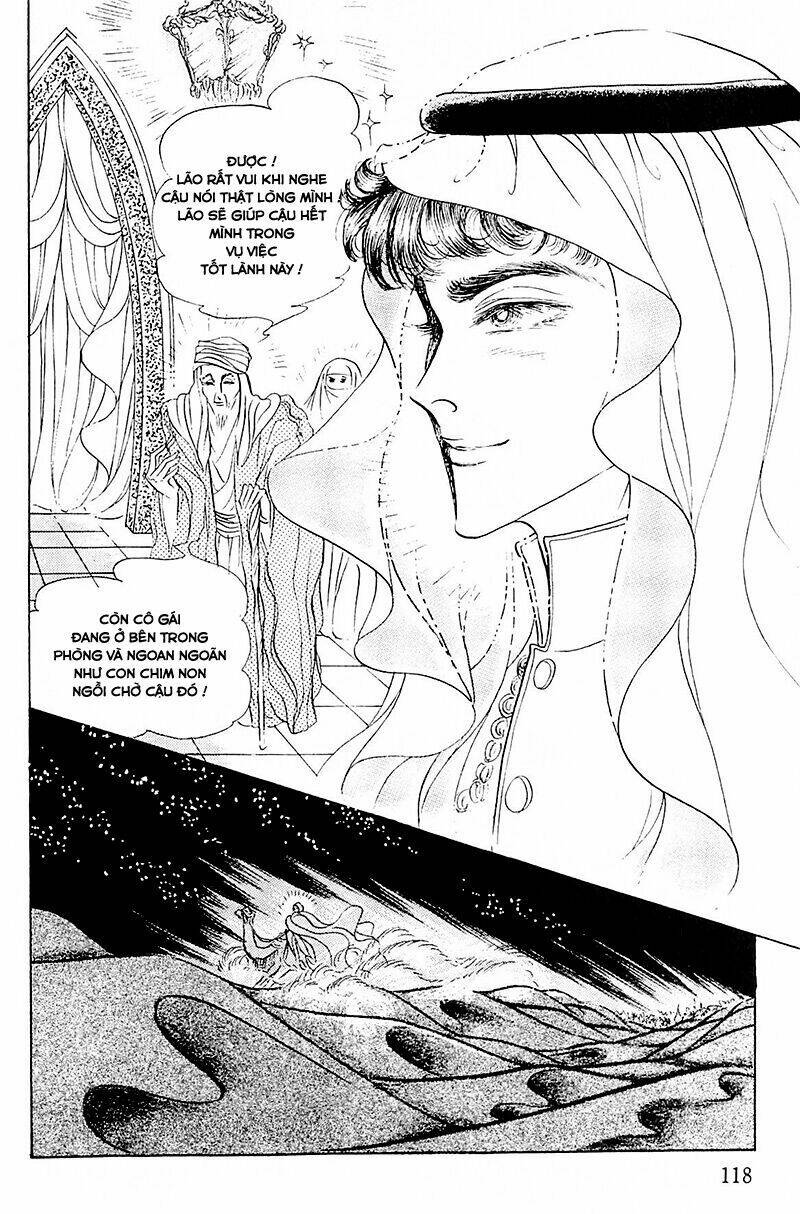 ĐƯỢC !
LÃO RẤT VUI KHI NGHE
CẬU NÓI THẬT LÒNG MÌNH !
LÃO SẼ GIÚP CẬU HẾT
MÌNH TRONG
VỤ VIỆC
TỐT LÀNH NÀY !
CÒN CÔ GÁI
ĐANG Ở BÊN TRONG
PHÒNG VÀ NGOAN NGOÃN
NHƯ CON CHIM NON
NGỒI CHỜ CẬU ĐÓ !
118